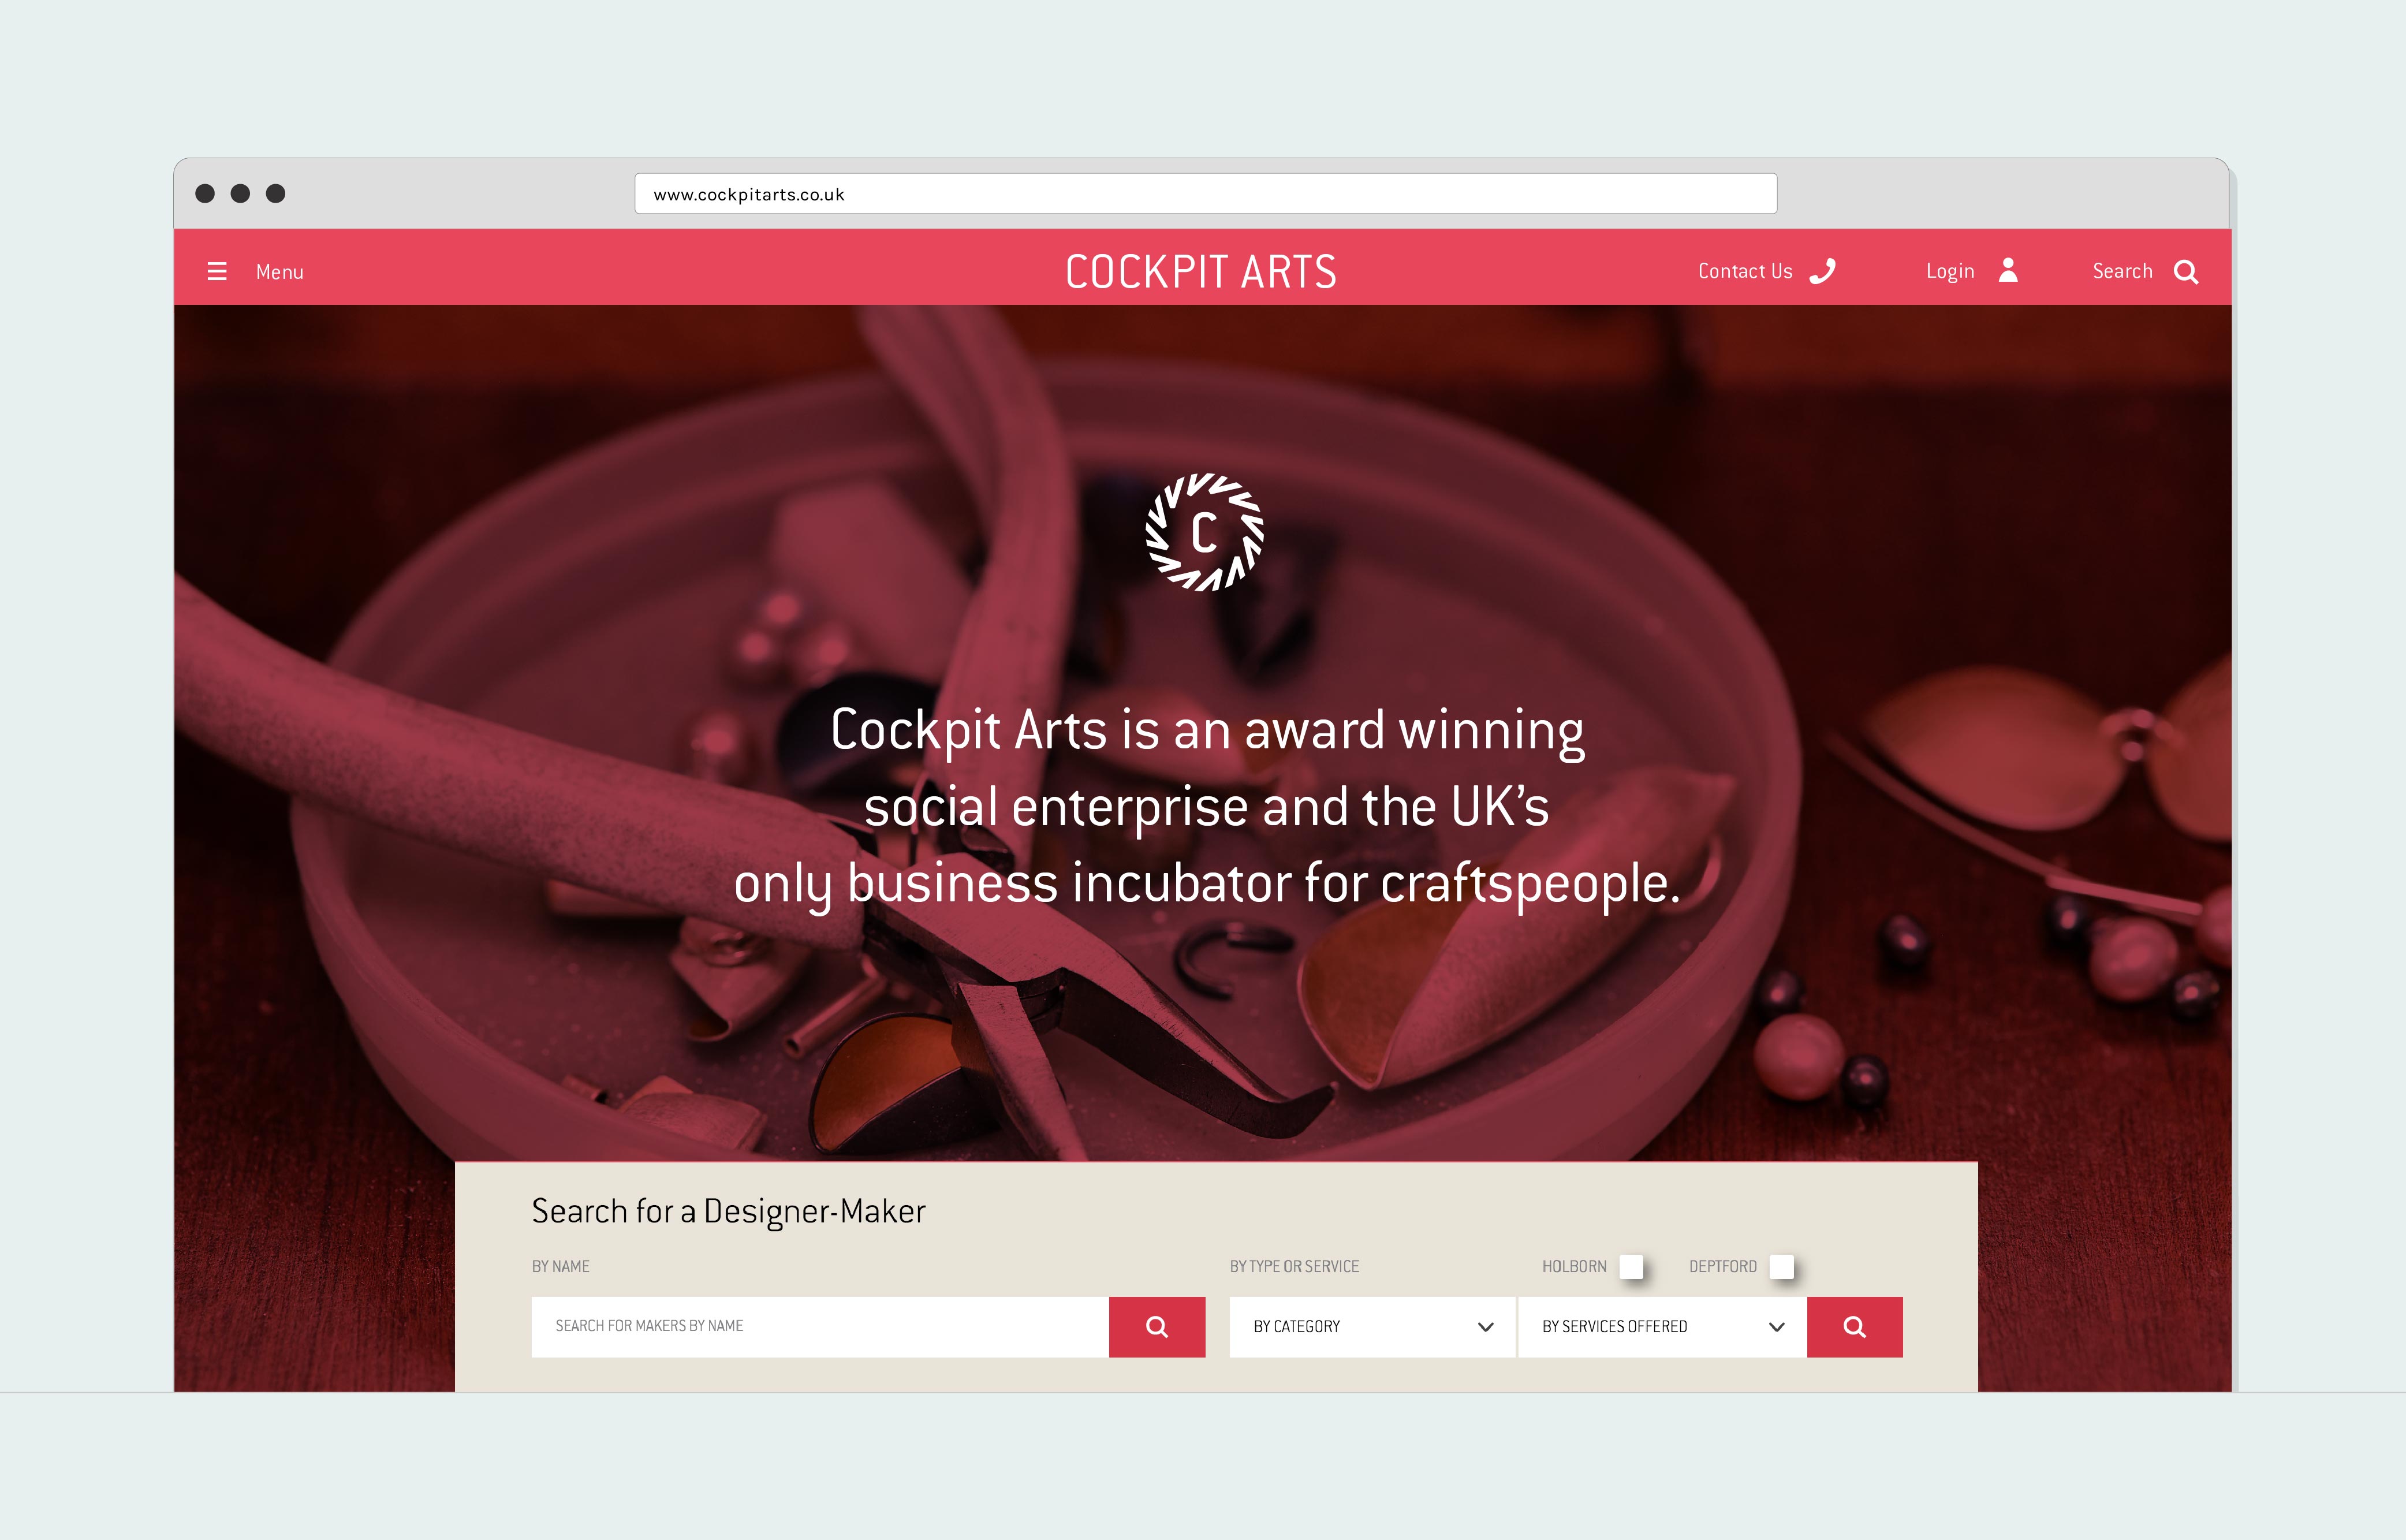 www.cockpitarts.co.uk
Menu
COCKPIT ARTS
Contact Us
Login
Search
C
Cockpit Arts is an award winning
social enterprise and the UK’s
only business incubator for craftspeople.
Search for a Designer-Maker
BY NAME
BY TYPE OR SERVICE
HOLBORN
DEPTFORD
SEARCH FOR MAKERS BY NAME
BY CATEGORY
BY SERVICES OFFERED